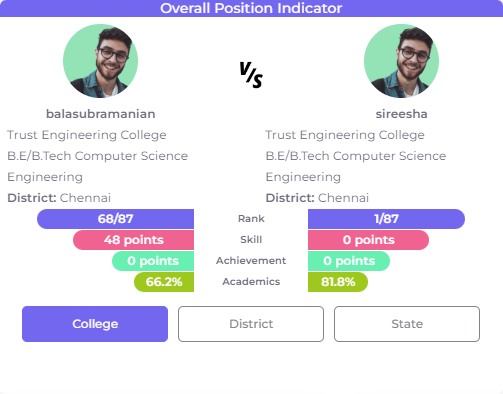 Overall Position Indicator
V/S
balasubramanian
Trust Engineering College
B.E/B.Tech Computer Science
Engineering
District: Chennai
sireesha
Trust Engineering College
B.E/B.Tech Computer Science
Engineering
District: Chennai
68/87 Rank 1/87
48 points Skill 0 points
0 points Achievement 0 points
66.2% Academics 81.8%
College District State